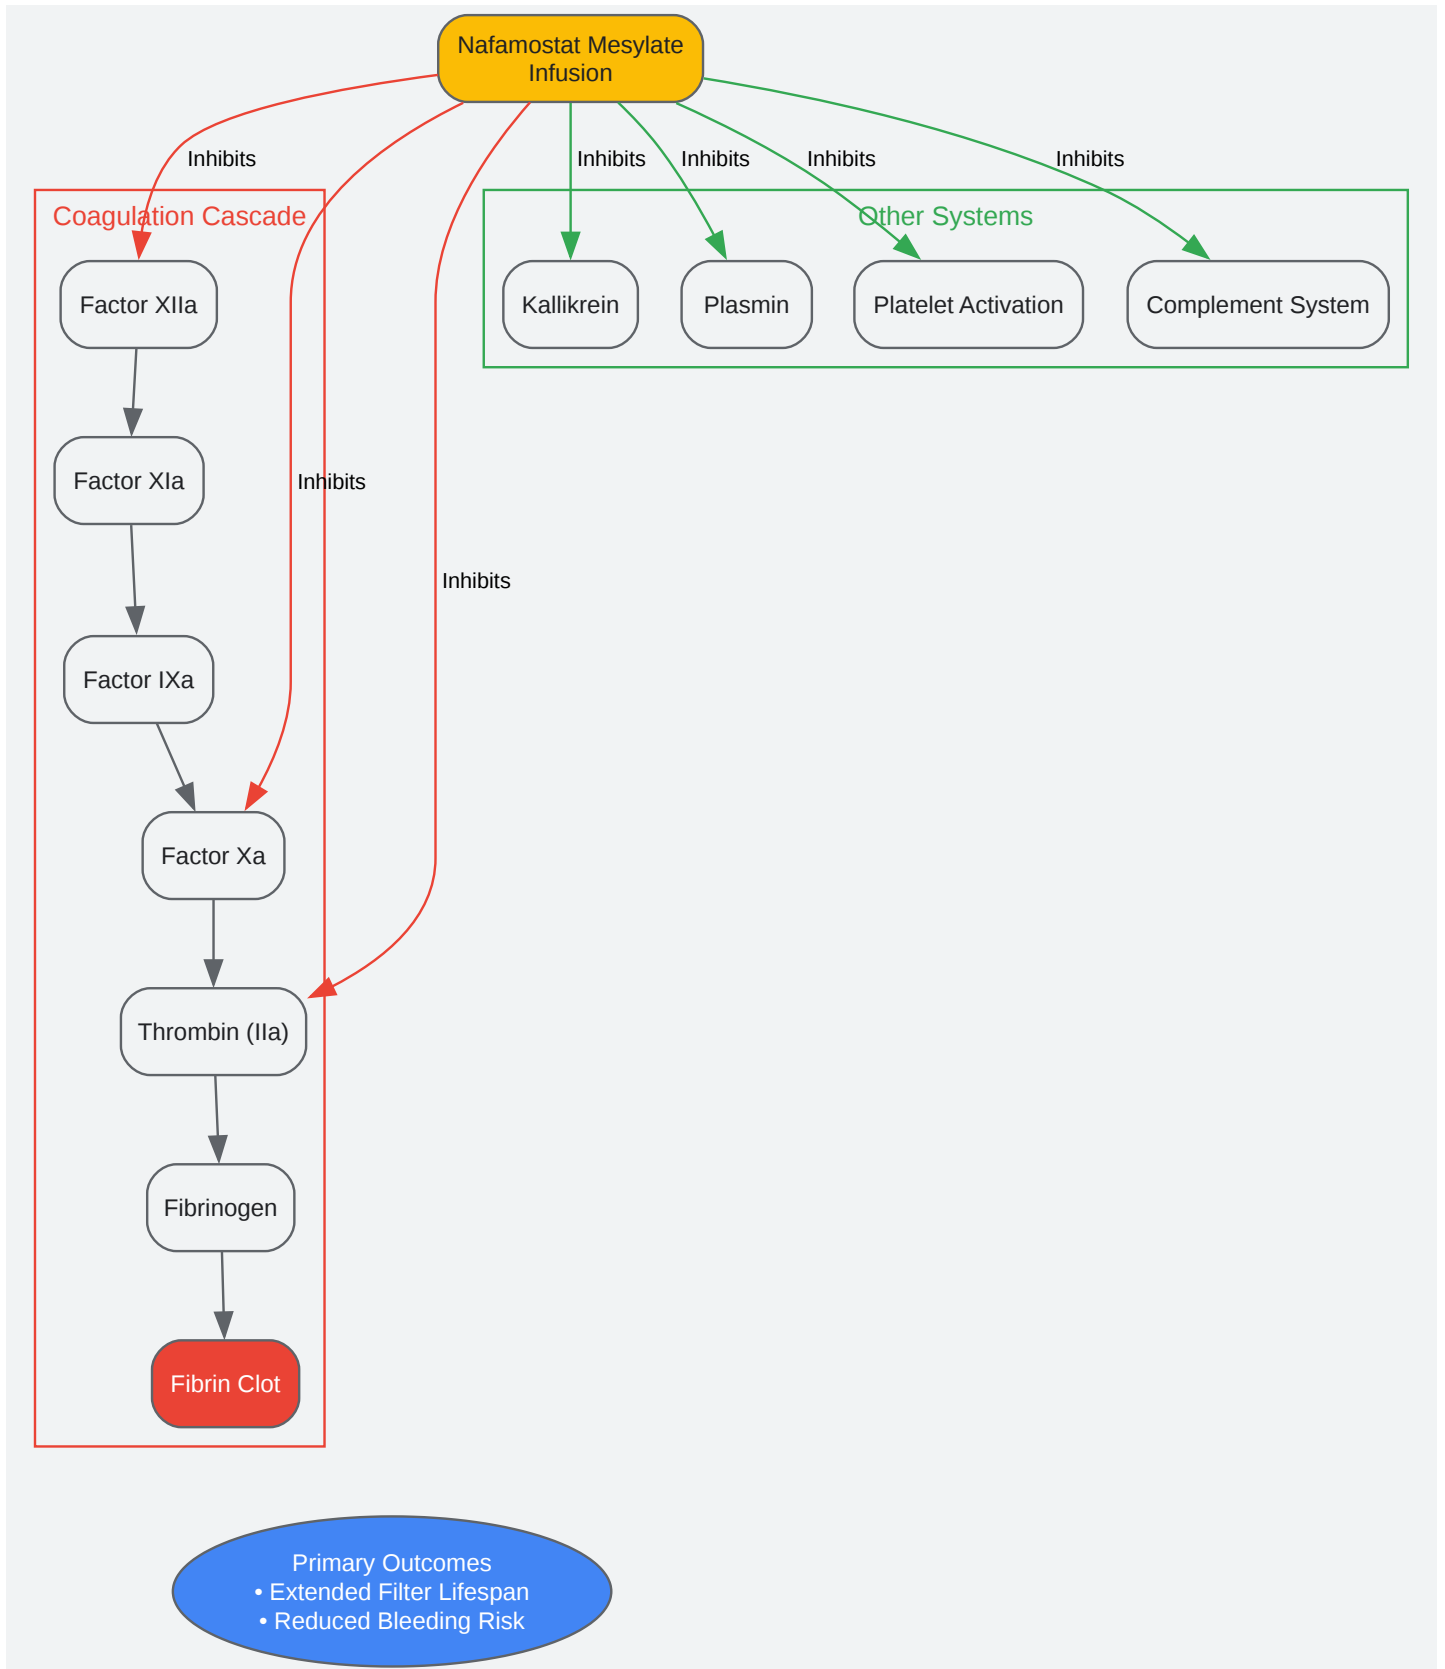 Nafamostat Mesylate
Infusion
Inhibits
Inhibits
Inhibits
Inhibits
Inhibits
Coagulation Cascade
Other Systems
Factor XIIa
Kallikrein
Plasmin
Platelet Activation
Complement System
Factor XIa
Inhibits
Inhibits
Factor IXa
Factor Xa
Thrombin (IIa)
Fibrinogen
Fibrin Clot
Primary Outcomes
• Extended Filter Lifespan
• Reduced Bleeding Risk